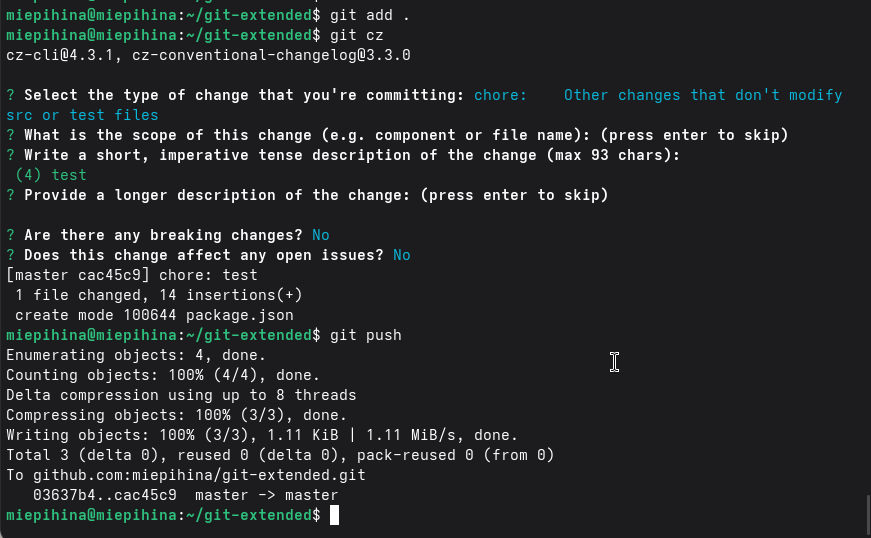 miepihina@miepihina:~/git-extended$ git add .
miepihina@miepihina:~/git-extended$ git cz
cz-cli@4.3.1, cz-conventional-changelog@3.3.0
? Select the type of change that you're committing: chore:    Other changes that don't modify
src or test files
? What is the scope of this change (e.g. component or file name): (press enter to skip)
? Write a short, imperative tense description of the change (max 93 chars):
 (4) test
? Provide a longer description of the change: (press enter to skip)
? Are there any breaking changes? No
? Does this change affect any open issues? No
[master cac45c9] chore: test
 1 file changed, 14 insertions(+)
 create mode 100644 package.json
miepihina@miepihina:~/git-extended$ git push
Enumerating objects: 4, done.
Counting objects: 100% (4/4), done.
Delta compression using up to 8 threads
Compressing objects: 100% (3/3), done.
Writing objects: 100% (3/3), 1.11 KiB | 1.11 MiB/s, done.
Total 3 (delta 0), reused 0 (delta 0), pack-reused 0 (from 0)
To github.com:miepihina/git-extended.git
   03637b4..cac45c9  master -> master
miepihina@miepihina:~/git-extended$